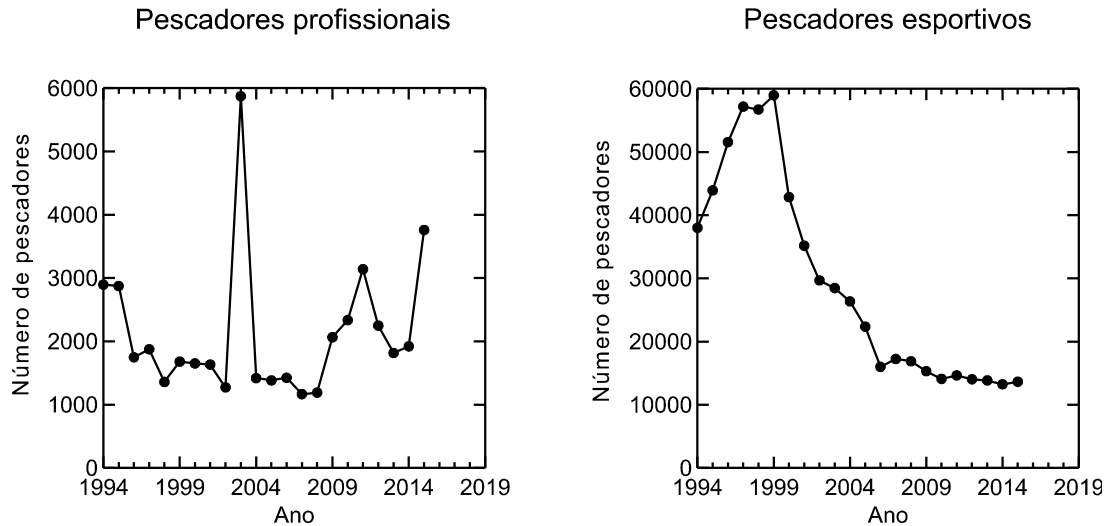 Pescadores profissionais
Número de pescadores
6000
5000
4000
3000
2000
1000
0
1994 1999 2004 2009 2014 2019
Ano
Pescadores esportivos
Número de pescadores
60000
50000
40000
30000
20000
10000
0
1994 1999 2004 2009 2014 2019
Ano